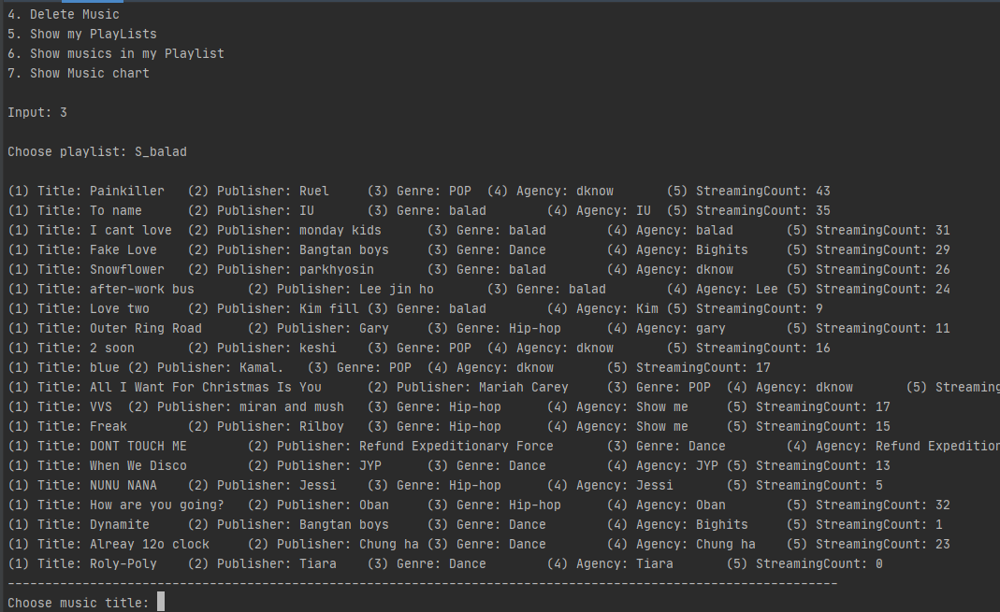 4. Delete Music
5. Show my PlayLists
6. Show musics in my Playlist
7. Show Music chart
Input: 3
Choose playlist: S_balad
(1) Title: Painkiller (2) Publisher: Ruel (3) Genre: POP (4) Agency: dknow (5) StreamingCount: 43
(1) Title: To name (2) Publisher: IU (3) Genre: balad (4) Agency: IU (5) StreamingCount: 35
(1) Title: I cant love (2) Publisher: monday kids (3) Genre: balad (4) Agency: balad (5) StreamingCount: 31
(1) Title: Fake Love (2) Publisher: Bangtan boys (3) Genre: Dance (4) Agency: Bighits (5) StreamingCount: 29
(1) Title: Snowflower (2) Publisher: parkhyosin (3) Genre: balad (4) Agency: dknow (5) StreamingCount: 26
(1) Title: after-work bus (2) Publisher: Lee jin ho (3) Genre: balad (4) Agency: Lee (5) StreamingCount: 24
(1) Title: Love two (2) Publisher: Kim fill (3) Genre: balad (4) Agency: Kim (5) StreamingCount: 9
(1) Title: Outer Ring Road (2) Publisher: Gary (3) Genre: Hip-hop (4) Agency: gary (5) StreamingCount: 11
(1) Title: 2 soon (2) Publisher: keshi (3) Genre: POP (4) Agency: dknow (5) StreamingCount: 16
(1) Title: blue (2) Publisher: Kamal. (3) Genre: POP (4) Agency: dknow (5) StreamingCount: 17
(1) Title: All I Want For Christmas Is You (2) Publisher: Mariah Carey (3) Genre: POP (4) Agency: dknow (5) Streaming
(1) Title: VVS (2) Publisher: miran and mush (3) Genre: Hip-hop (4) Agency: Show me (5) StreamingCount: 17
(1) Title: Freak (2) Publisher: Rilboy (3) Genre: Hip-hop (4) Agency: Show me (5) StreamingCount: 15
(1) Title: DONT TOUCH ME (2) Publisher: Refund Expeditionary Force (3) Genre: Dance (4) Agency: Refund Expedition
(1) Title: When We Disco (2) Publisher: JYP (3) Genre: Dance (4) Agency: JYP (5) StreamingCount: 13
(1) Title: NUNU NANA (2) Publisher: Jessi (3) Genre: Hip-hop (4) Agency: Jessi (5) StreamingCount: 5
(1) Title: How are you going? (2) Publisher: Oban (3) Genre: Hip-hop (4) Agency: Oban (5) StreamingCount: 32
(1) Title: Dynamite (2) Publisher: Bangtan boys (3) Genre: Dance (4) Agency: Bighits (5) StreamingCount: 1
(1) Title: Alreay 12o clock (2) Publisher: Chung ha (3) Genre: Dance (4) Agency: Chung ha (5) StreamingCount: 23
(1) Title: Roly-Poly (2) Publisher: Tiara (3) Genre: Dance (4) Agency: Tiara (5) StreamingCount: 0
---------------------------------------------------------------------------------------------------------------
Choose music title: